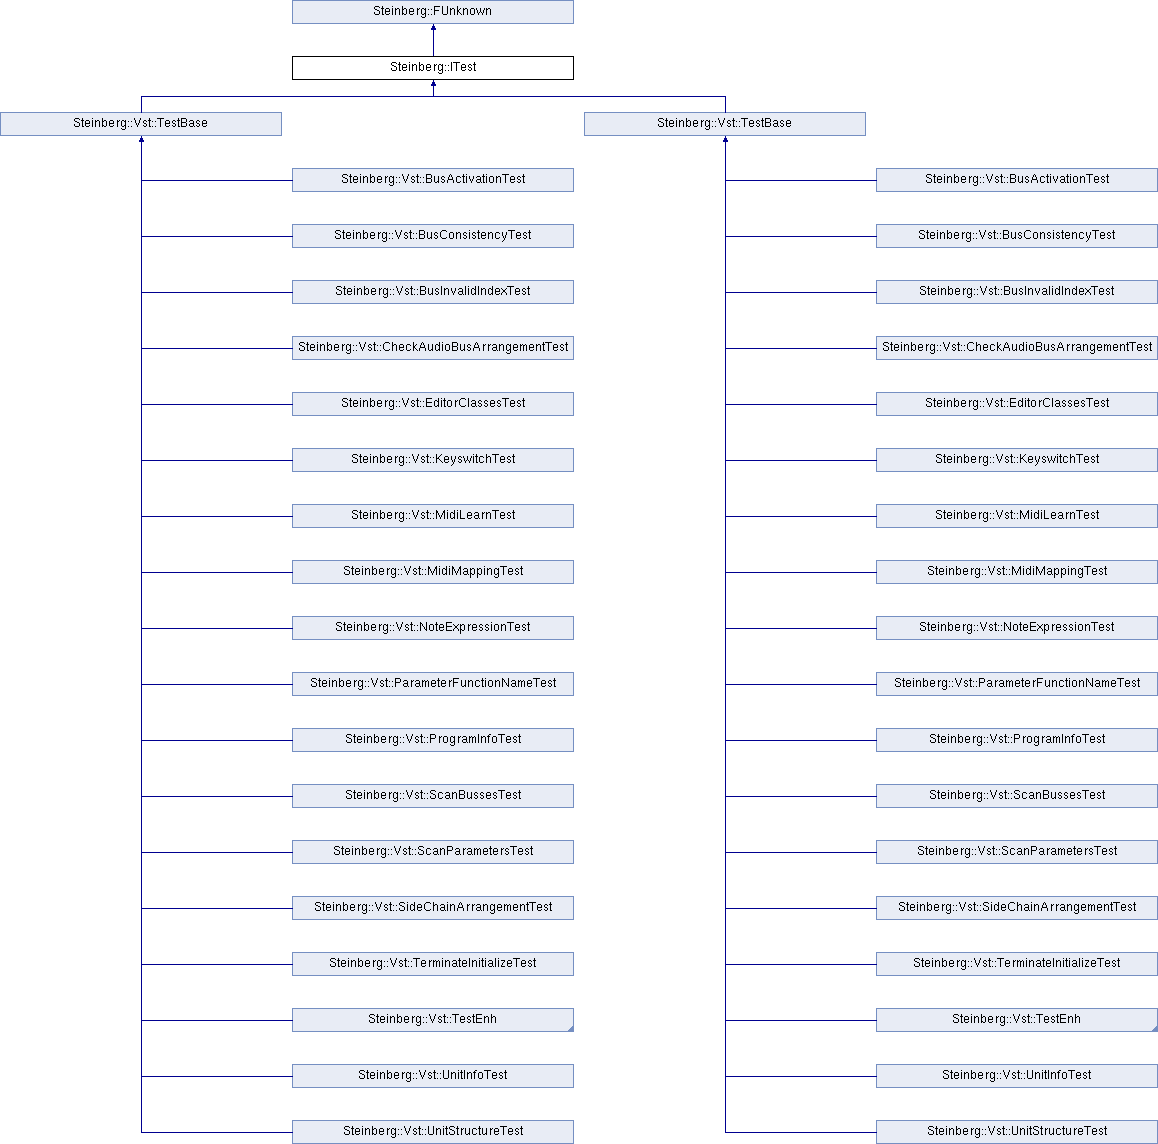 Steinberg::FUnknown
Steinberg::ITest
Steinberg::Vst::TestBase Steinberg::Vst::TestBase
Steinberg::Vst::BusActivationTest Steinberg::Vst::BusActivationTest
Steinberg::Vst::BusConsistencyTest Steinberg::Vst::BusConsistencyTest
Steinberg::Vst::BusInvalidIndexTest Steinberg::Vst::BusInvalidIndexTest
Steinberg::Vst::CheckAudioBusArrangementTest Steinberg::Vst::CheckAudioBusArrangementTest
Steinberg::Vst::EditorClassesTest Steinberg::Vst::EditorClassesTest
Steinberg::Vst::KeyswitchTest Steinberg::Vst::KeyswitchTest
Steinberg::Vst::MidiLearnTest Steinberg::Vst::MidiLearnTest
Steinberg::Vst::MidiMappingTest Steinberg::Vst::MidiMappingTest
Steinberg::Vst::NoteExpressionTest Steinberg::Vst::NoteExpressionTest
Steinberg::Vst::ParameterFunctionNameTest Steinberg::Vst::ParameterFunctionNameTest
Steinberg::Vst::ProgramInfoTest Steinberg::Vst::ProgramInfoTest
Steinberg::Vst::ScanBussesTest Steinberg::Vst::ScanBussesTest
Steinberg::Vst::ScanParametersTest Steinberg::Vst::ScanParametersTest
Steinberg::Vst::SideChainArrangementTest Steinberg::Vst::SideChainArrangementTest
Steinberg::Vst::TerminateInitializeTest Steinberg::Vst::TerminateInitializeTest
Steinberg::Vst::TestEnh Steinberg::Vst::TestEnh
Steinberg::Vst::UnitInfoTest Steinberg::Vst::UnitInfoTest
Steinberg::Vst::UnitStructureTest Steinberg::Vst::UnitStructureTest